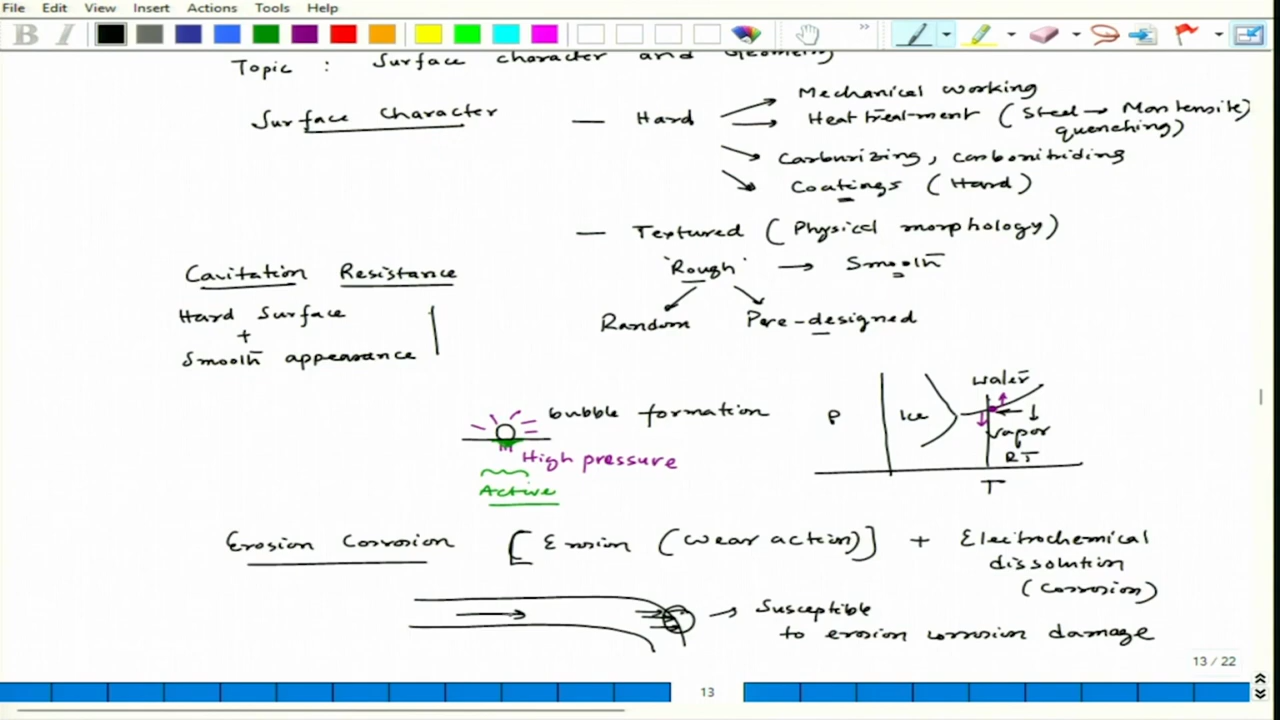 File Edit View Insert Actions Tools Help
B I
Topic : Surface character and Geometry
Surface Character — Hard
Mechanical working
Heat treatment (Steel → Martensite)
quenching)
Carburizing, carbonitriding
Coatings (Hard)
— Textured (Physical morphology)
'Rough' → Smooth
Random Pre-designed
Cavitation Resistance
Hard Surface
+
Smooth appearance
bubble formation
High pressure
Active
P
Ice
water
vapor
RT
T
Erosion Corrosion [Erosion (wear action)] + Electrochemical
dissolution
(corrosion)
→ Susceptible
to erosion corrosion damage
13 / 22
13